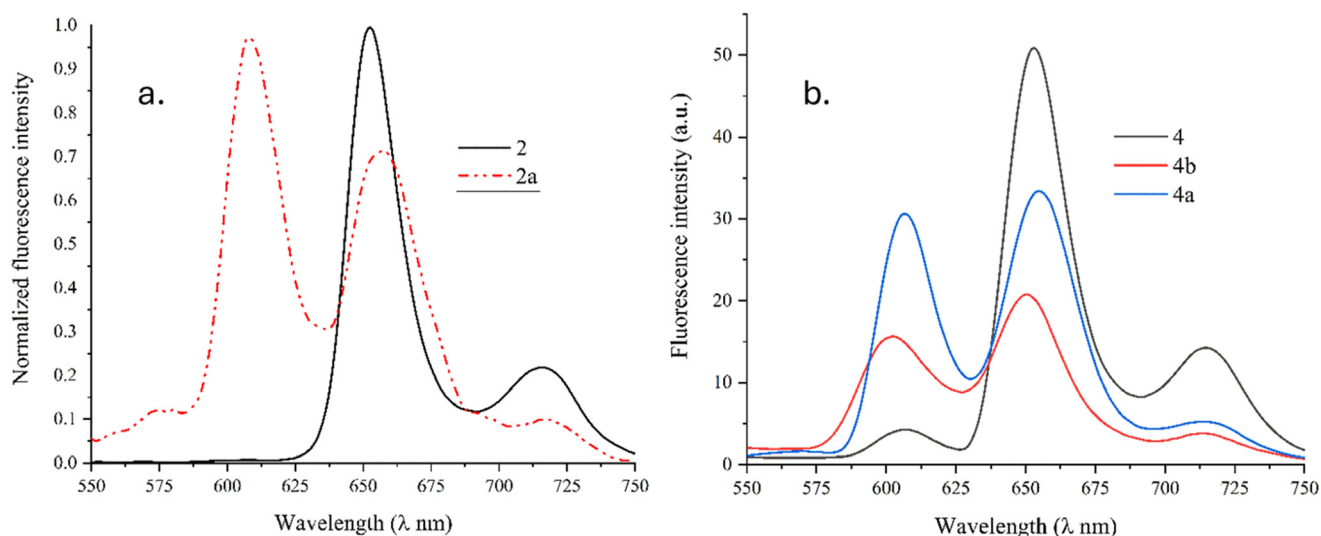 a.
Normalized fluorescence intensity
1.0
0.9
0.8
0.7
0.6
0.5
0.4
0.3
0.2
0.1
0.0
2
2a
550 575 600 625 650 675 700 725 750
Wavelength (λ nm)
b.
Fluorescence intensity (a.u.)
50
40
30
20
10
0
4
4b
4a
550 575 600 625 650 675 700 725 750
Wavelength (λ nm)